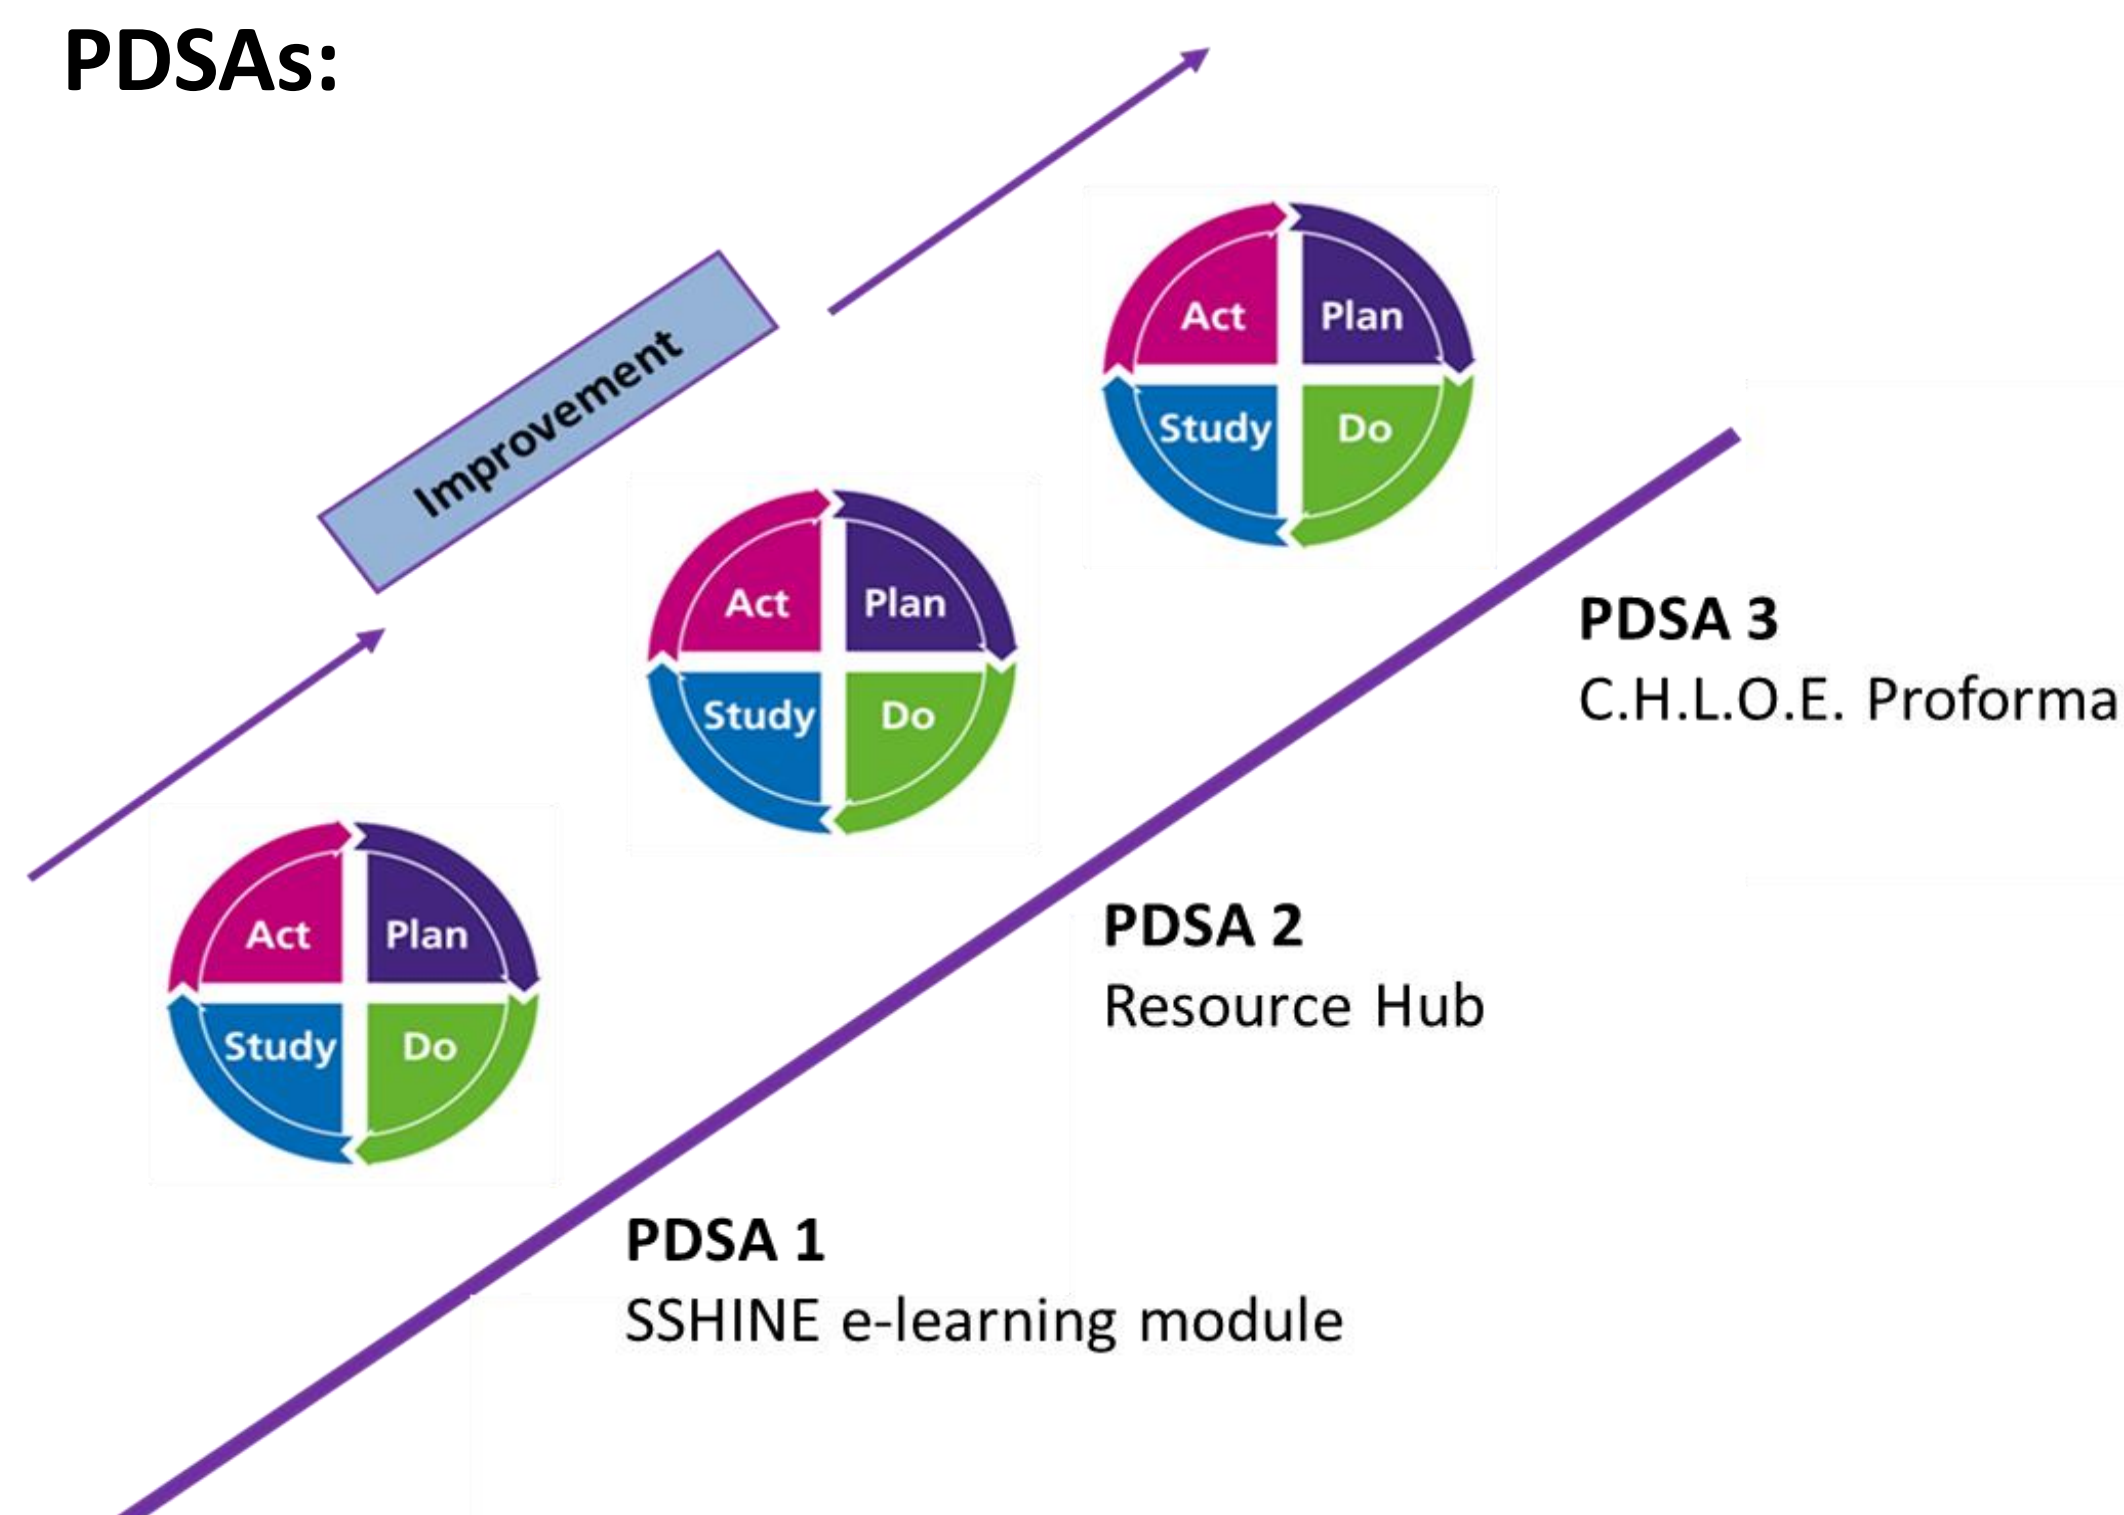 PDSAs:
Improvement
Act
Plan
Study
Do
PDSA 3
C.H.L.O.E. Proforma
Act
Plan
Study
Do
PDSA 2
Resource Hub
Act
Plan
Study
Do
PDSA 1
SSHINE e-learning module